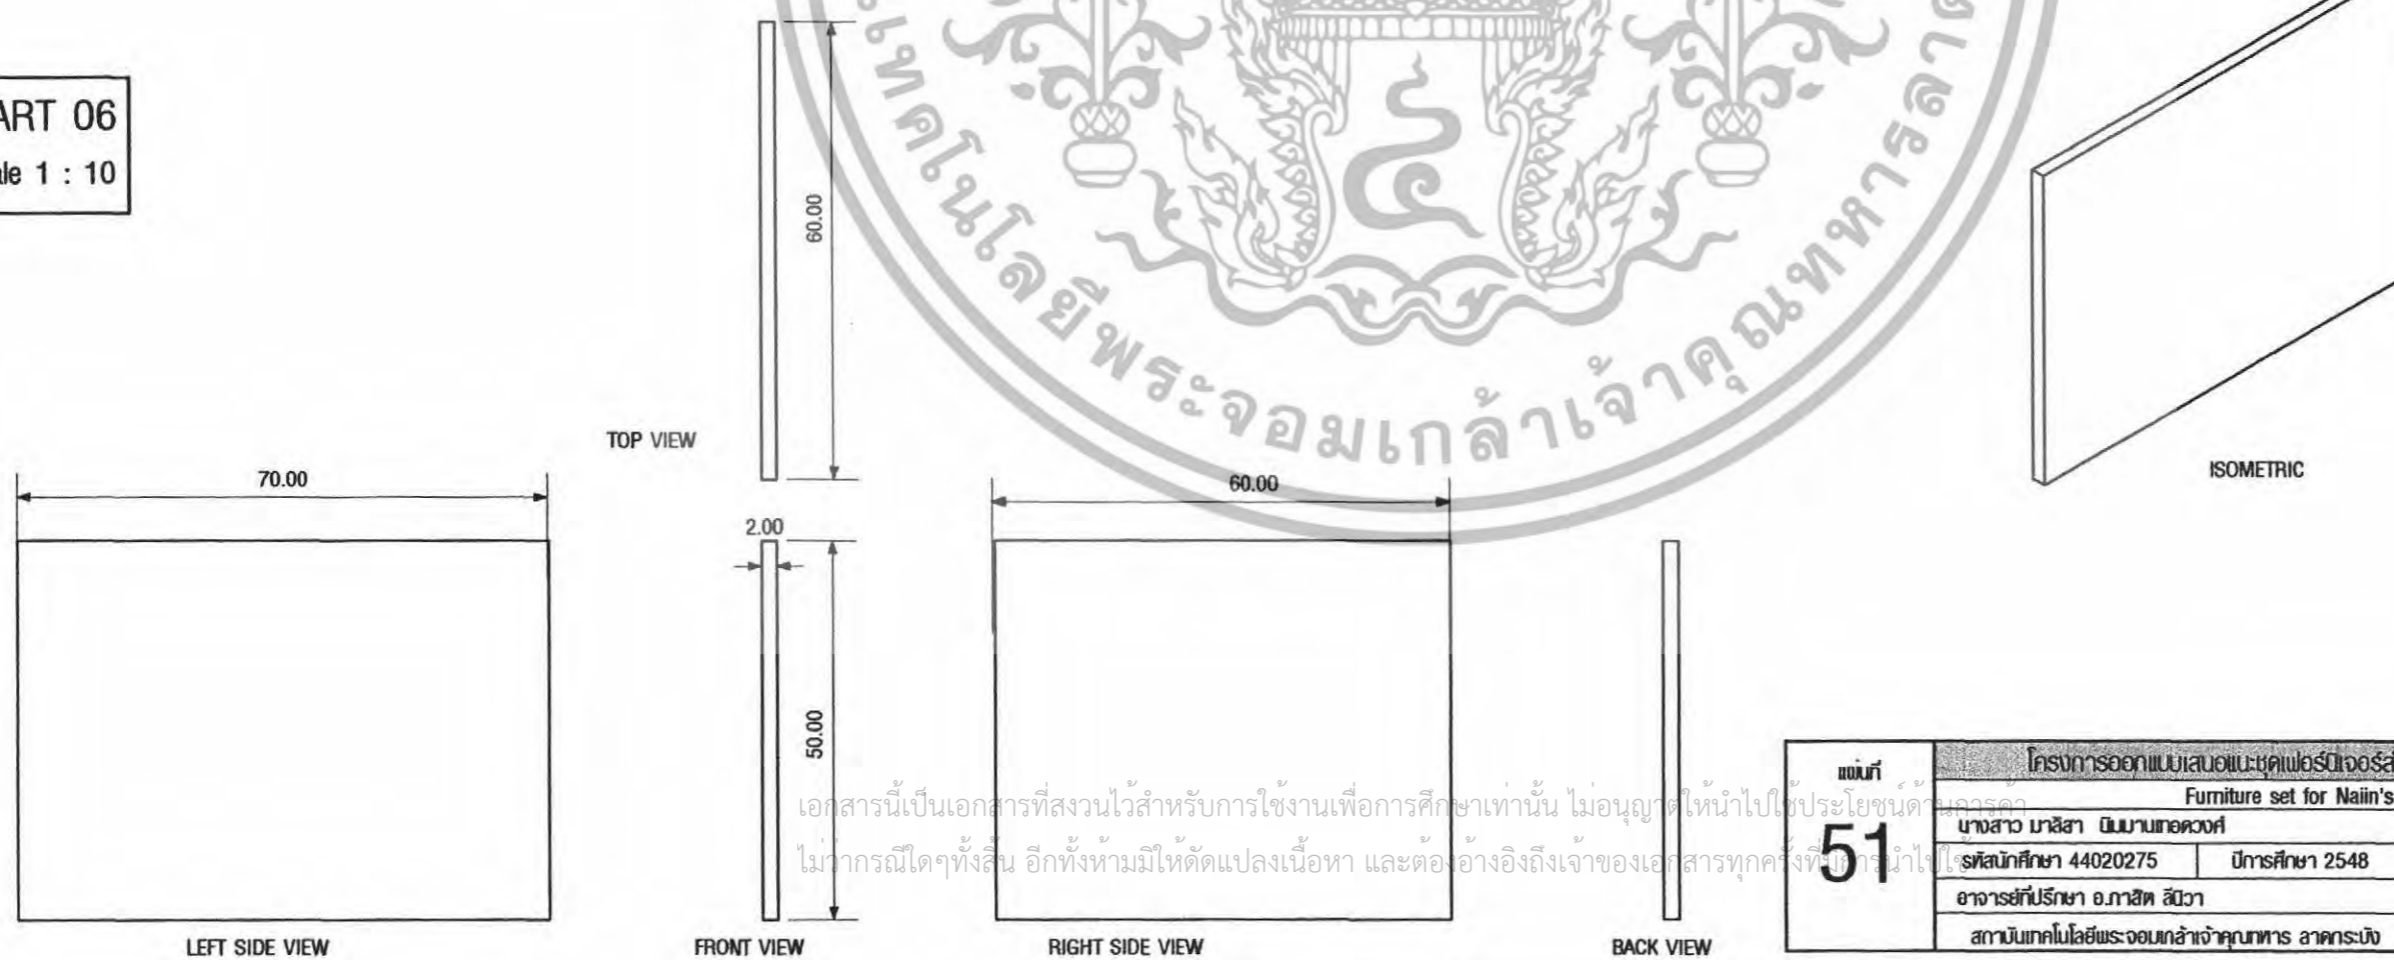 ART 06
ale 1 : 10
60.00
TOP VIEW
70.00
2.00
60.00
50.00
ISOMETRIC
LEFT SIDE VIEW
FRONT VIEW
RIGHT SIDE VIEW
BACK VIEW
เทคโนโลยีพระจอมเกล้าเจ้าคุณทหารลาด
เอกสารนี้เป็นเอกสารที่สงวนไว้สำหรับการใช้งานเพื่อการศึกษาเท่านั้น ไม่อนุญาตให้นำไปใช้ประโยชน์ด้านการค้า
ไม่ว่ากรณีใดๆทั้งสิ้น อีกทั้งห้ามมิให้ดัดแปลงเนื้อหา และต้องอ้างอิงถึงเจ้าของเอกสารทุกครั้งที่มีการนำไปใช้
แผ่นที่
51
โครงการออกแบบเสนอแนะชุดเฟอร์นิเจอร์ส
Furniture set for Naiin's
นางสาว มาลิสา นิมมานเทอดวงศ์
รหัสนักศึกษา 44020275
ปีการศึกษา 2548
อาจารย์ที่ปรึกษา อ.ภาสิต ลีนิวา
สถาบันเทคโนโลยีพระจอมเกล้าเจ้าคุณทหาร ลาดกระบัง